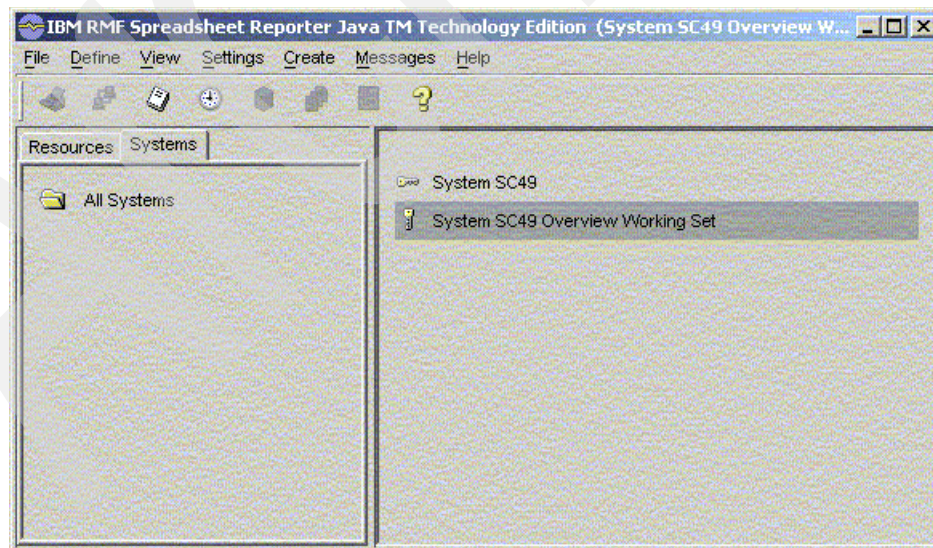 IBM RMF Spreadsheet Reporter Java TM Technology Edition (System SC49 Overview W...
File Define View Settings Create Messages Help
Resources Systems
All Systems
System SC49
System SC49 Overview Working Set